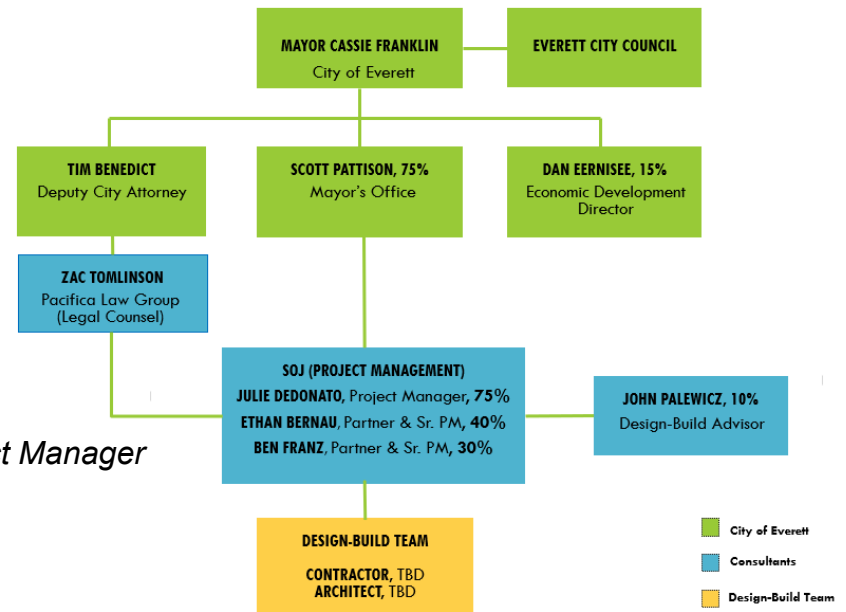 MAYOR CASSIE FRANKLIN
City of Everett
EVERETT CITY COUNCIL
TIM BENEDICT
Deputy City Attorney
SCOTT PATTISON, 75%
Mayor's Office
DAN EERNISEE, 15%
Economic Development
Director
ZAC TOMLINSON
Pacifica Law Group
(Legal Counsel)
SOJ (PROJECT MANAGEMENT)
JULIE DEDONATO, Project Manager, 75%
ETHAN BERNAU, Partner & Sr. PM, 40%
BEN FRANZ, Partner & Sr. PM, 30%
JOHN PALEWICZ, 10%
Design-Build Advisor
t Manager
DESIGN-BUILD TEAM
CONTRACTOR, TBD
ARCHITECT, TBD
City of Everett
Consultants
Design-Build Team